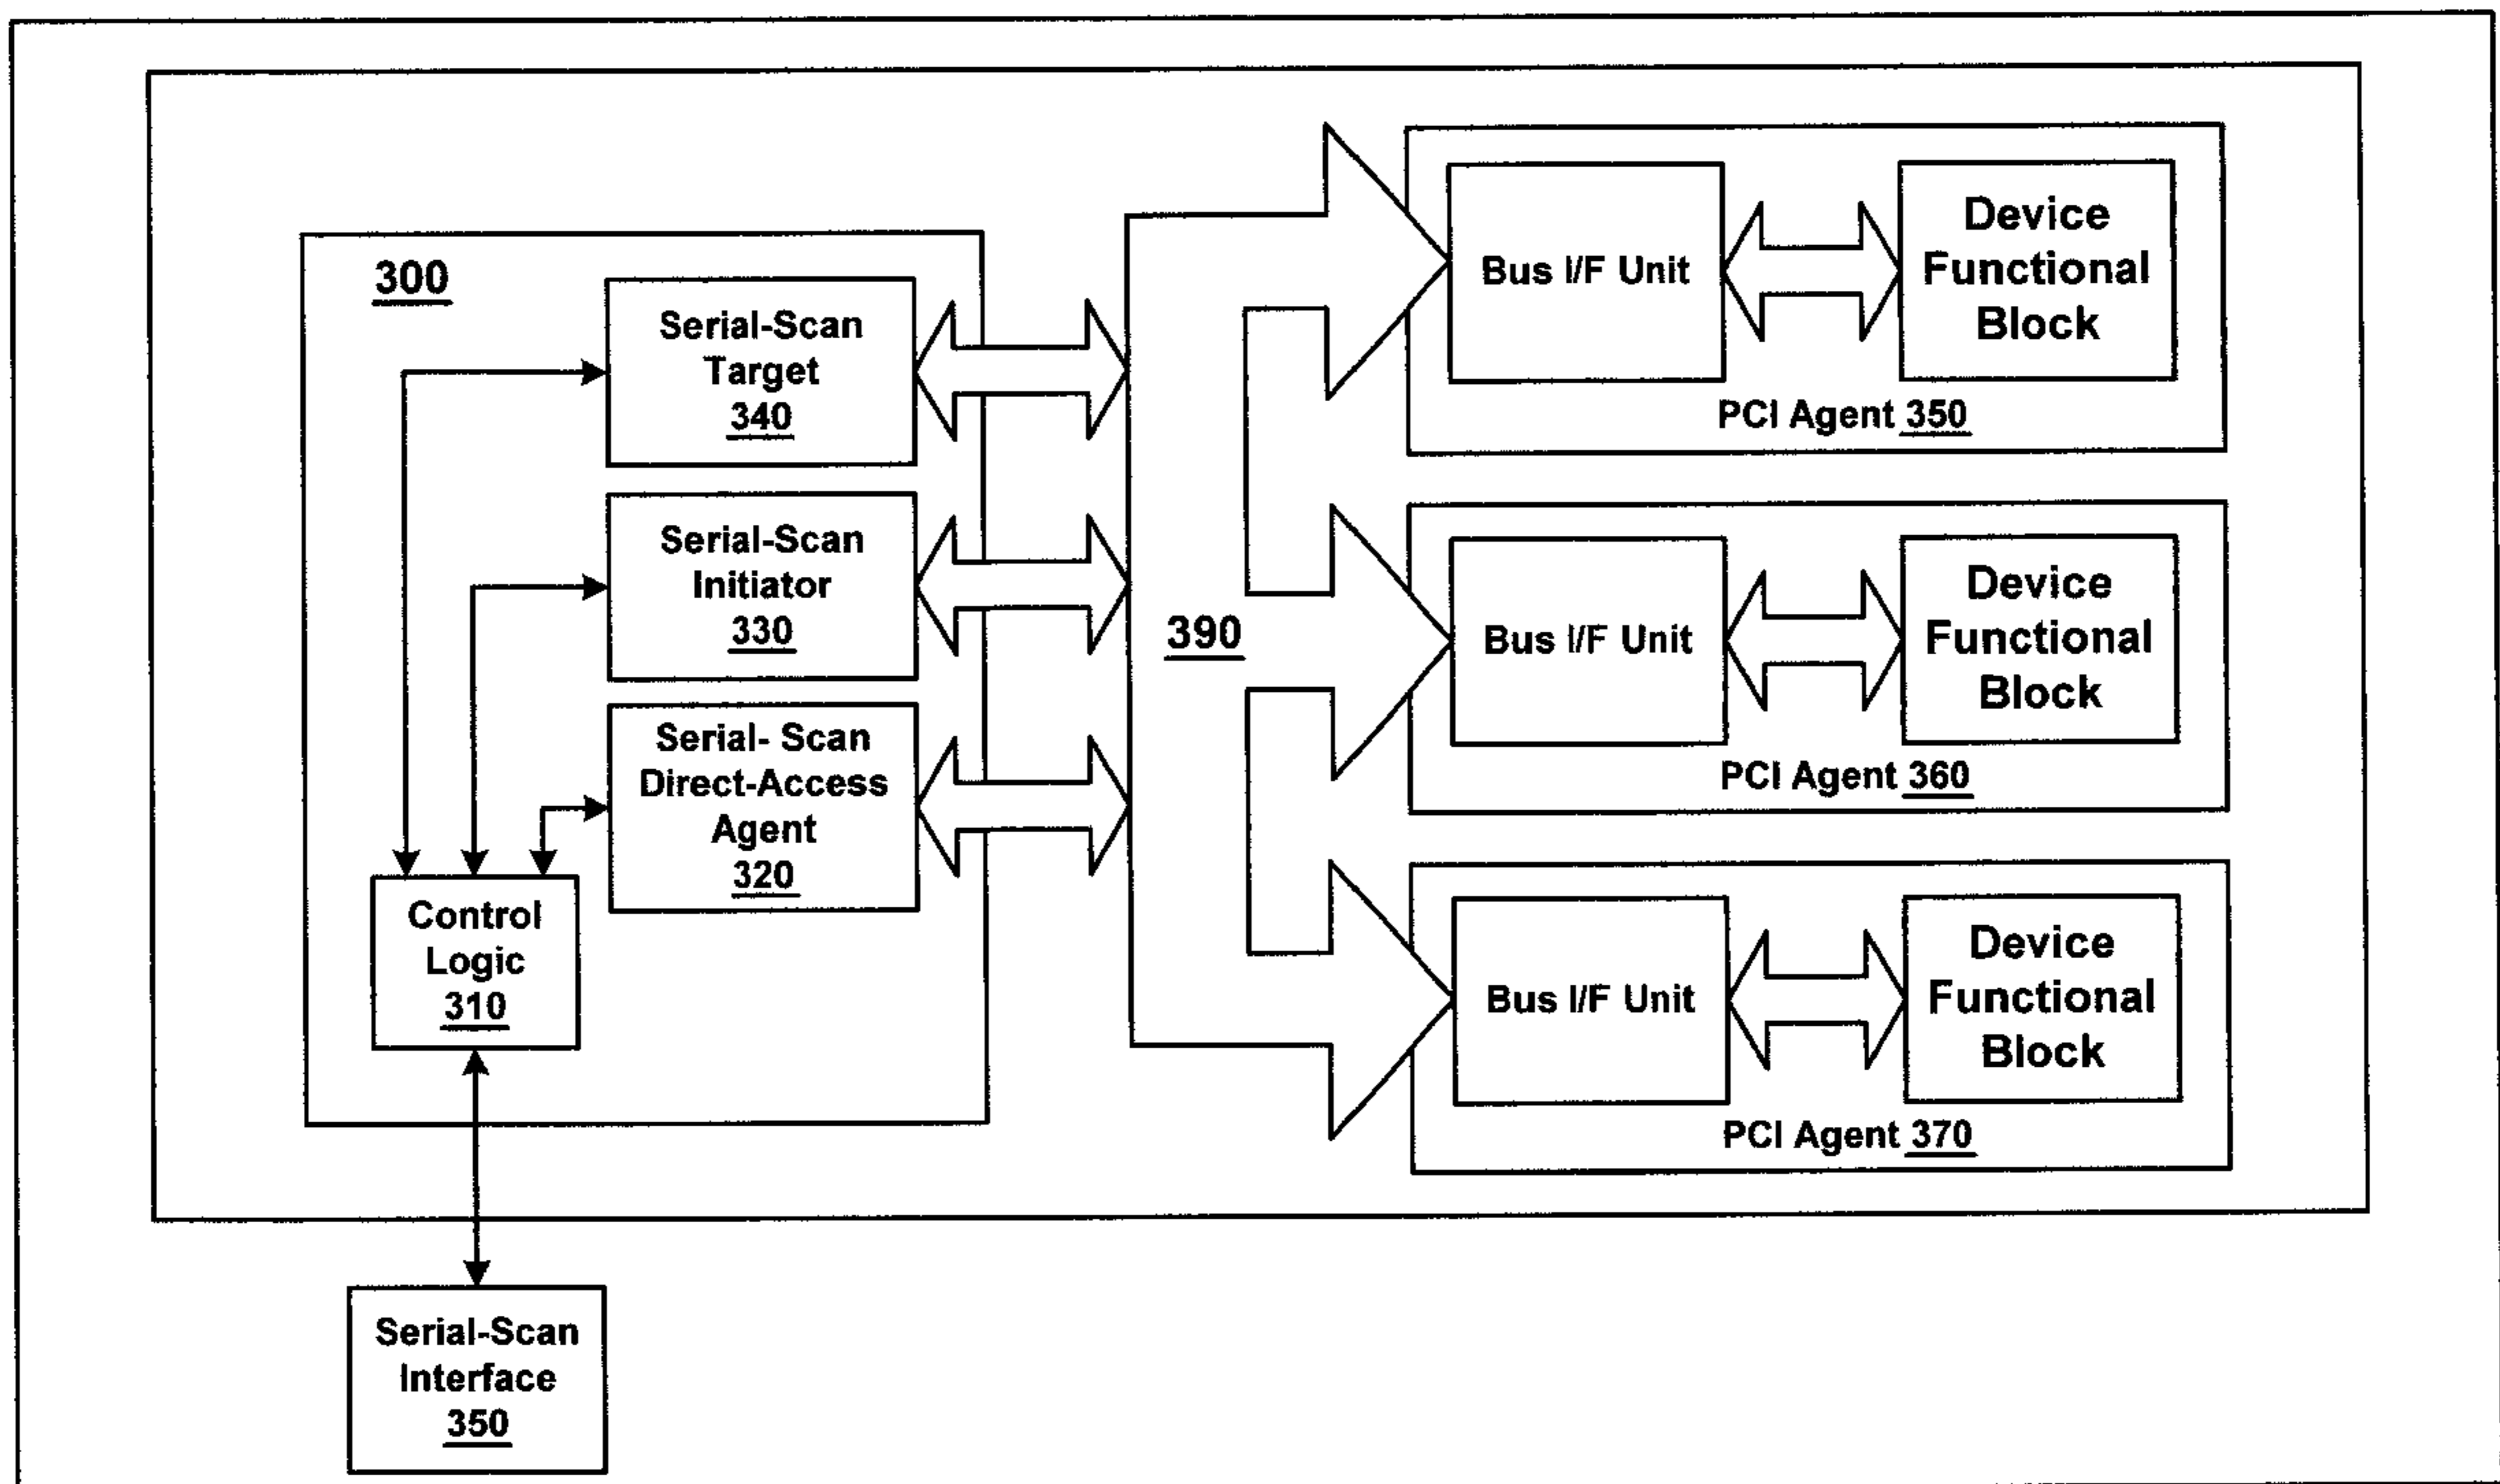 300
Serial-Scan
Target
340
Serial-Scan
Initiator
330
Serial- Scan
Direct-Access
Agent
320
Control
Logic
310
Serial-Scan
Interface
350
390
Bus I/F Unit
Device
Functional
Block
PCI Agent 350
Bus I/F Unit
Device
Functional
Block
PCI Agent 360
Bus I/F Unit
Device
Functional
Block
PCI Agent 370